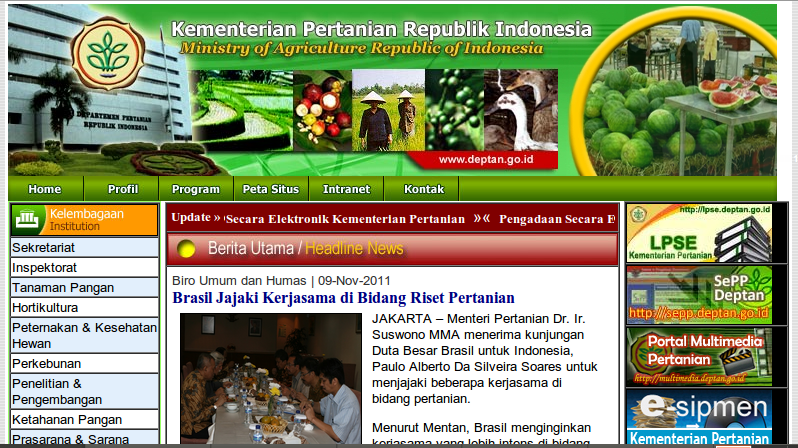 Kementerian Pertanian Republik Indonesia
Ministry of Agriculture Republic of Indonesia
DEPARTEMEN PERTANIAN
REPUBLIK INDONESIA
www.deptan.go.id
Home Profil Program Peta Situs Intranet Kontak
Kelembagaan
Institution
Sekretariat
Inspektorat
Tanaman Pangan
Hortikultura
Peternakan & Kesehatan
Hewan
Perkebunan
Penelitian &
Pengembangan
Ketahanan Pangan
Prasarana & Sarana
Update » Secara Elektronik Kementerian Pertanian »« Pengadaan Secara
Berita Utama / Headline News
Biro Umum dan Humas | 09-Nov-2011
Brasil Jajaki Kerjasama di Bidang Riset Pertanian
JAKARTA – Menteri Pertanian Dr. Ir.
Suswono MMA menerima kunjungan
Duta Besar Brasil untuk Indonesia,
Paulo Alberto Da Silveira Soares untuk
menjajaki beberapa kerjasama di
bidang pertanian.
Menurut Mentan, Brasil menginginkan
kerjasama yang lebih intens di bidang
http://lpse.deptan.go.id
LPSE
Kementerian Pertanian
SePP
Deptan
http://sepp.deptan.go.id
Portal Multimedia
Pertanian
http://multimedia.deptan.go.id
e-sipmen
Kementerian Pertanian